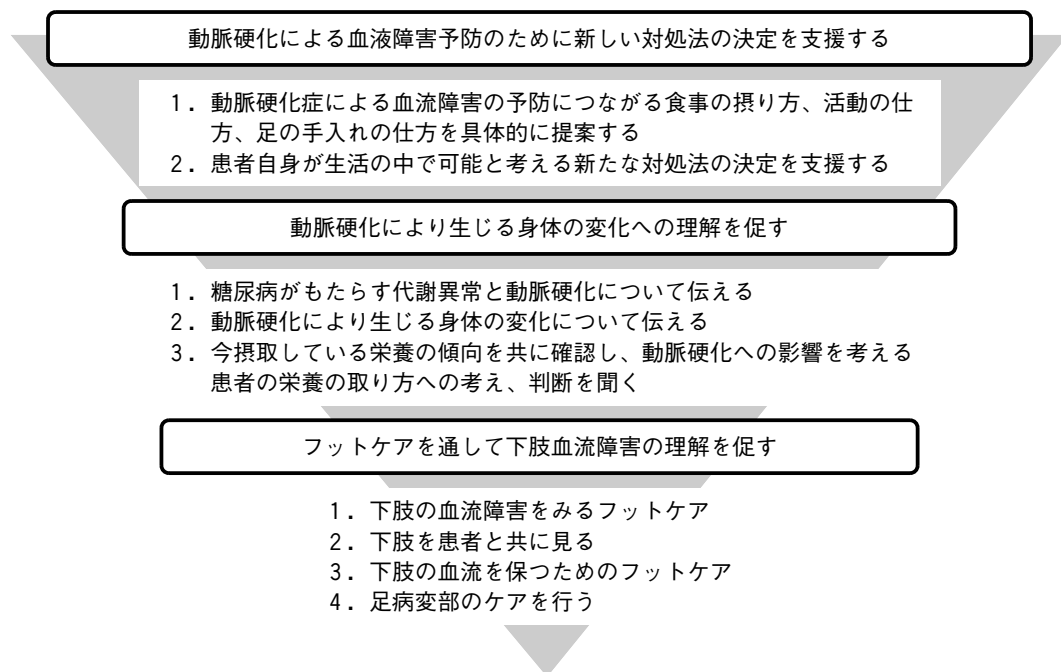 動脈硬化による血液障害予防のために新しい対処法の決定を支援する
1．動脈硬化症による血流障害の予防につながる食事の摂り方、活動の仕
方、足の手入れの仕方を具体的に提案する
2．患者自身が生活の中で可能と考える新たな対処法の決定を支援する
動脈硬化により生じる身体の変化への理解を促す
1．糖尿病がもたらす代謝異常と動脈硬化について伝える
2．動脈硬化により生じる身体の変化について伝える
3．今摂取している栄養の傾向を共に確認し、動脈硬化への影響を考える
患者の栄養の取り方への考え、判断を聞く
フットケアを通して下肢血流障害の理解を促す
1．下肢の血流障害をみるフットケア
2．下肢を患者と共に見る
3．下肢の血流を保つためのフットケア
4．足病変部のケアを行う